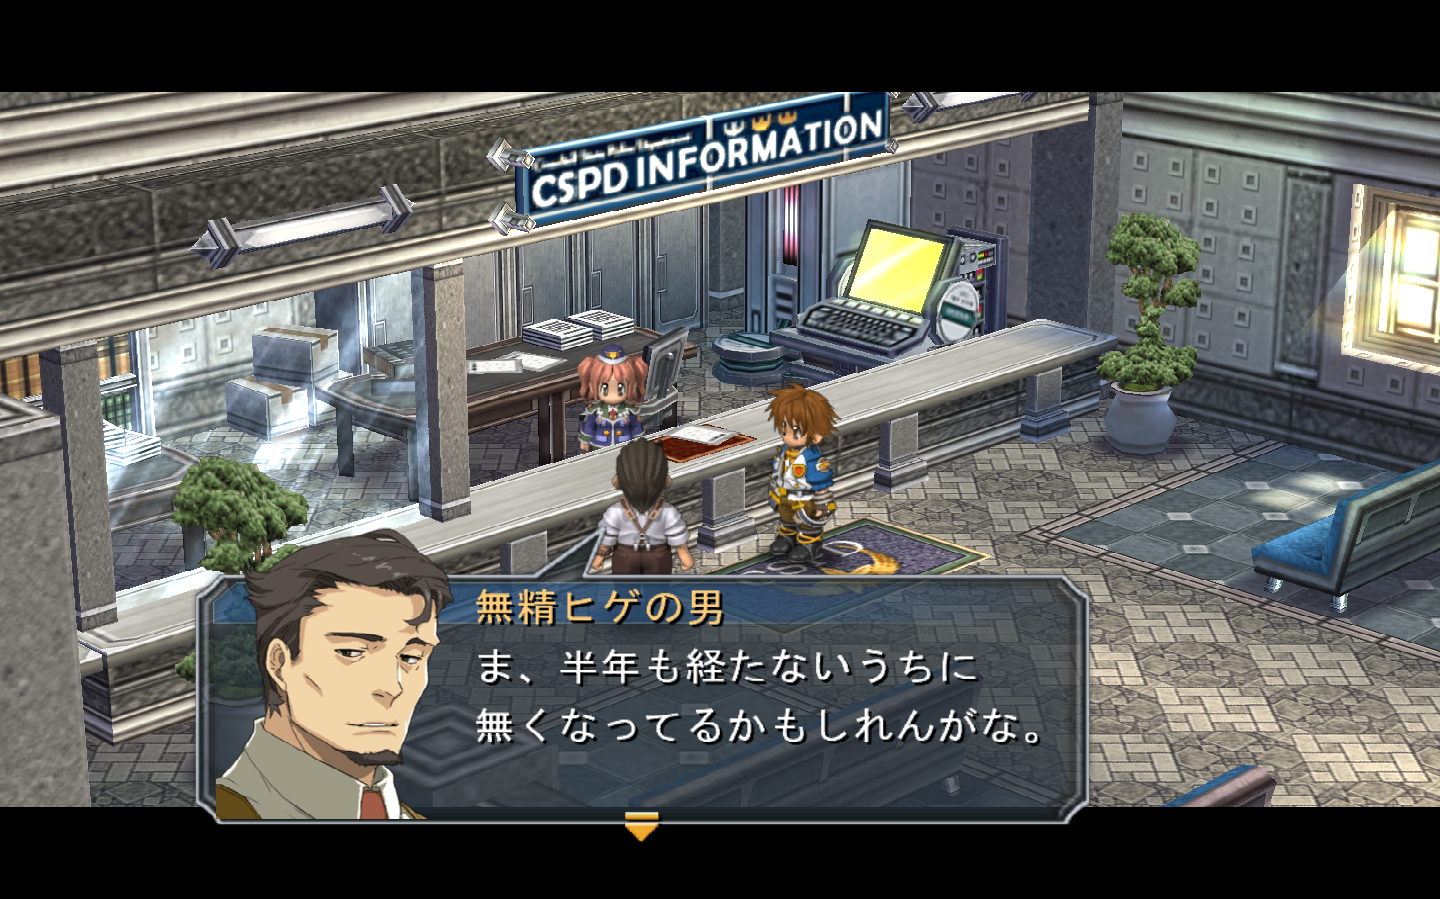 CSPD INFORMATION
無精ヒゲの男
ま、半年も経たないうちに
無くなってるかもしれんがな。